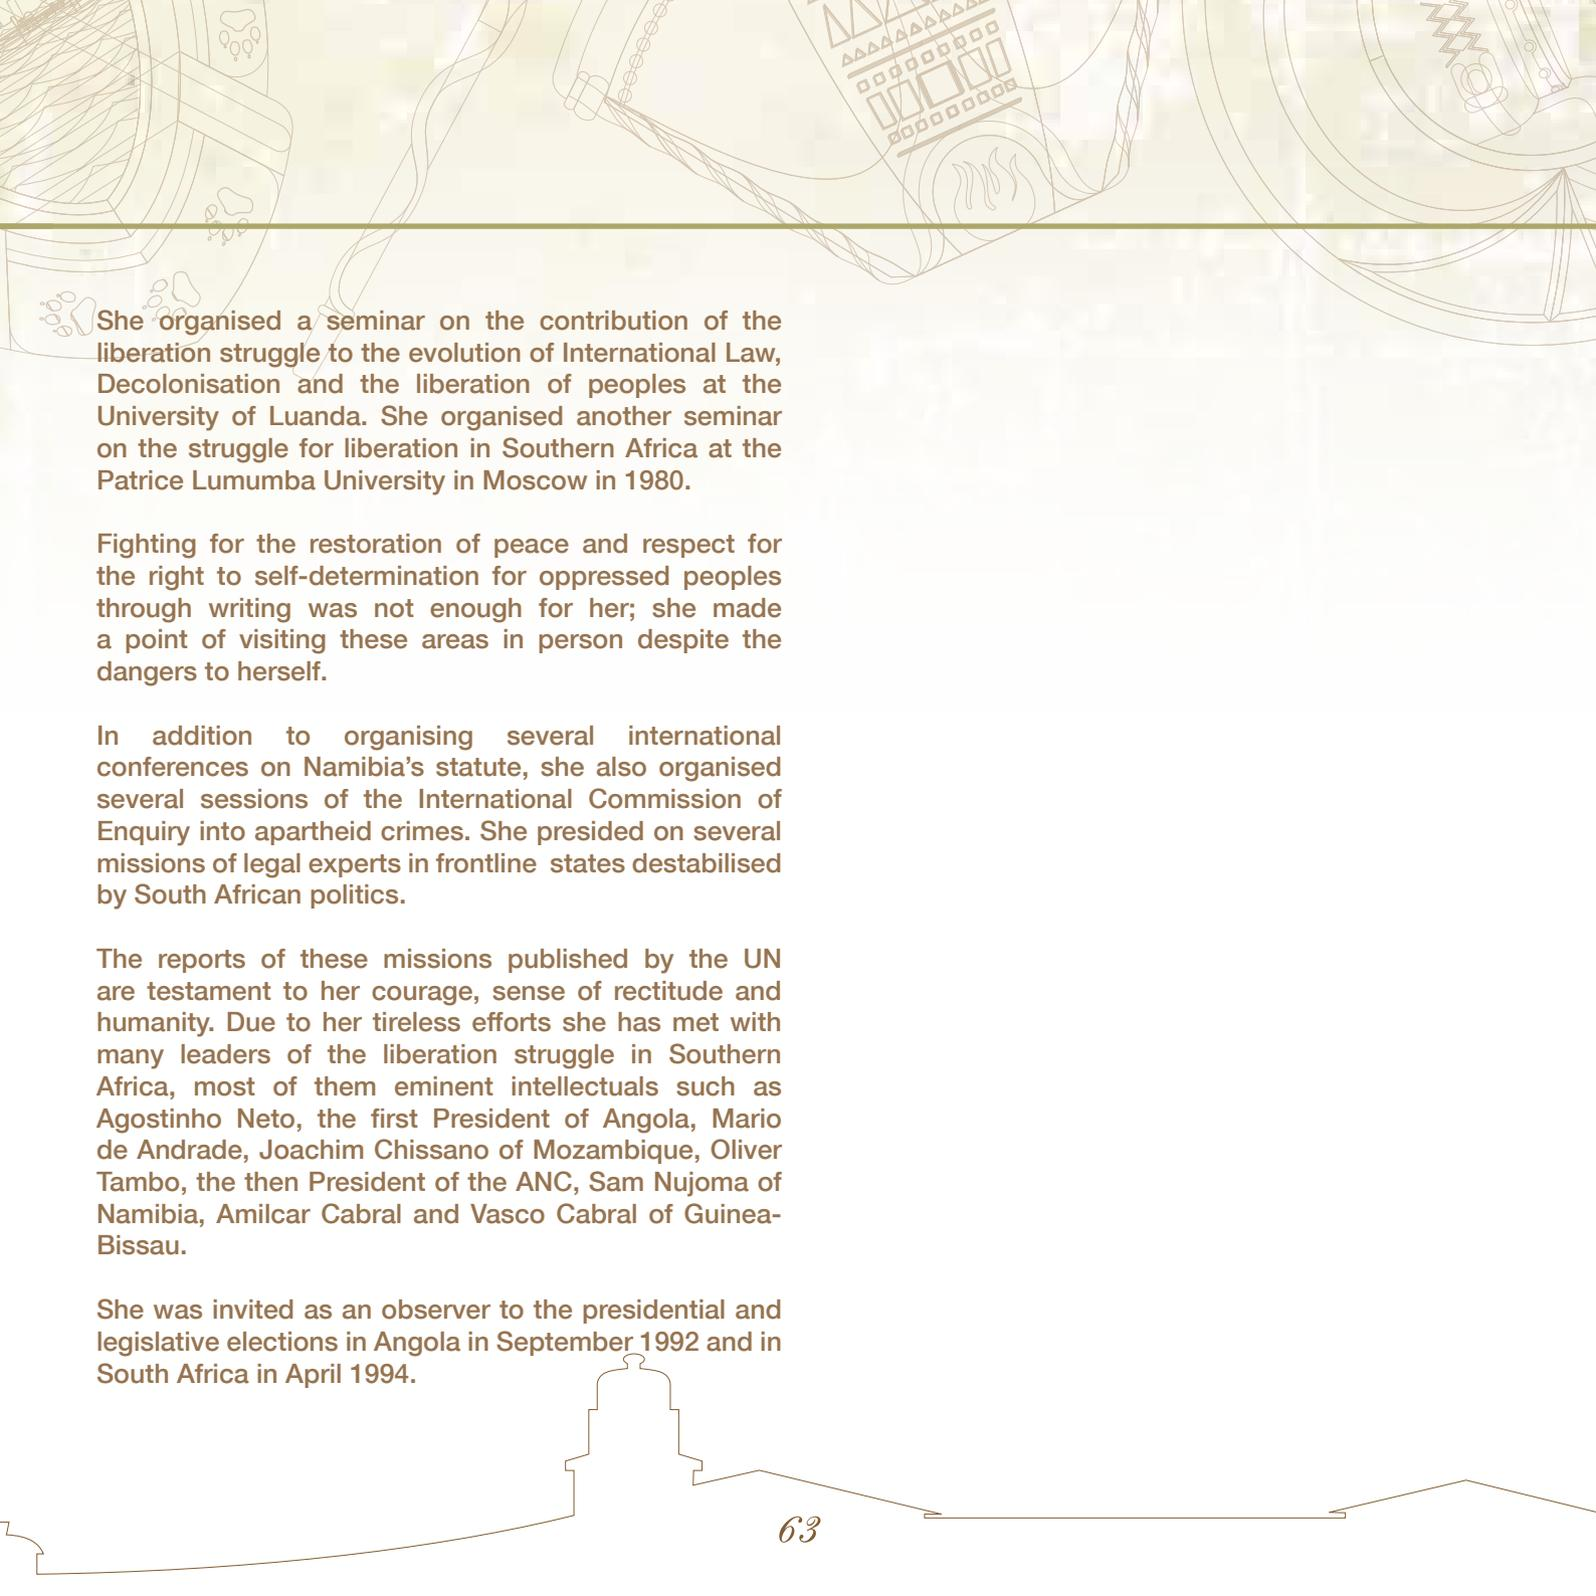 She organised a seminar on the contribution of the
liberation struggle to the evolution of International Law,
Decolonisation and the liberation of peoples at the
University of Luanda. She organised another seminar
on the struggle for liberation in Southern Africa at the
Patrice Lumumba University in Moscow in 1980.
Fighting for the restoration of peace and respect for
the right to self-determination for oppressed peoples
through writing was not enough for her; she made
a point of visiting these areas in person despite the
dangers to herself.
In addition to organising several international
conferences on Namibia’s statute, she also organised
several sessions of the International Commission of
Enquiry into apartheid crimes. She presided on several
missions of legal experts in frontline states destabilised
by South African politics.
The reports of these missions published by the UN
are testament to her courage, sense of rectitude and
humanity. Due to her tireless efforts she has met with
many leaders of the liberation struggle in Southern
Africa, most of them eminent intellectuals such as
Agostinho Neto, the first President of Angola, Mario
de Andrade, Joachim Chissano of Mozambique, Oliver
Tambo, the then President of the ANC, Sam Nujoma of
Namibia, Amilcar Cabral and Vasco Cabral of Guinea-
Bissau.
She was invited as an observer to the presidential and
legislative elections in Angola in September 1992 and in
South Africa in April 1994.
63